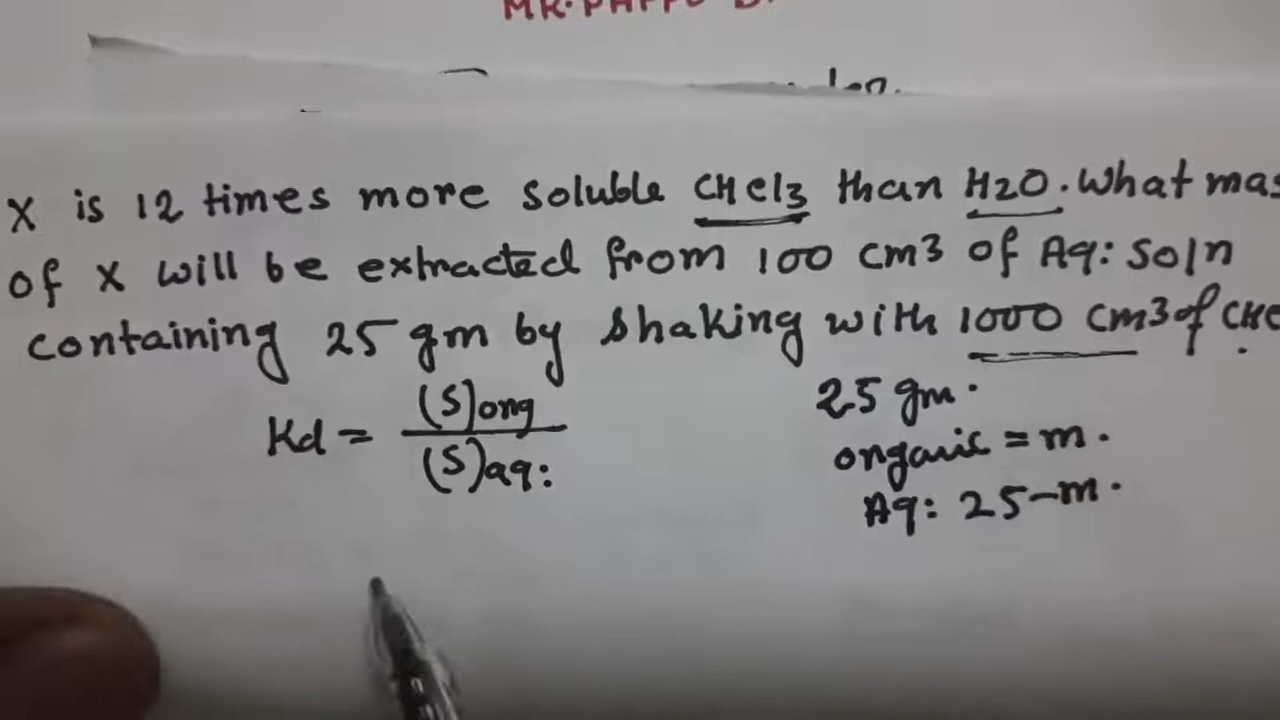 X is 12 times more soluble CHCl3 than H2O. What mas
of X will be extracted from 100 cm3 of Aq: Soln
containing 25 gm by shaking with 1000 cm3 of CHC
Kd = (S)org
(S)aq:
25 gm.
organic = m.
Aq: 25-m.